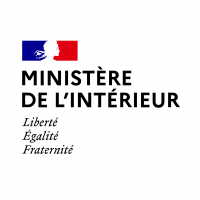 MINISTÈRE
DE L'INTÉRIEUR
Liberté
Égalité
Fraternité